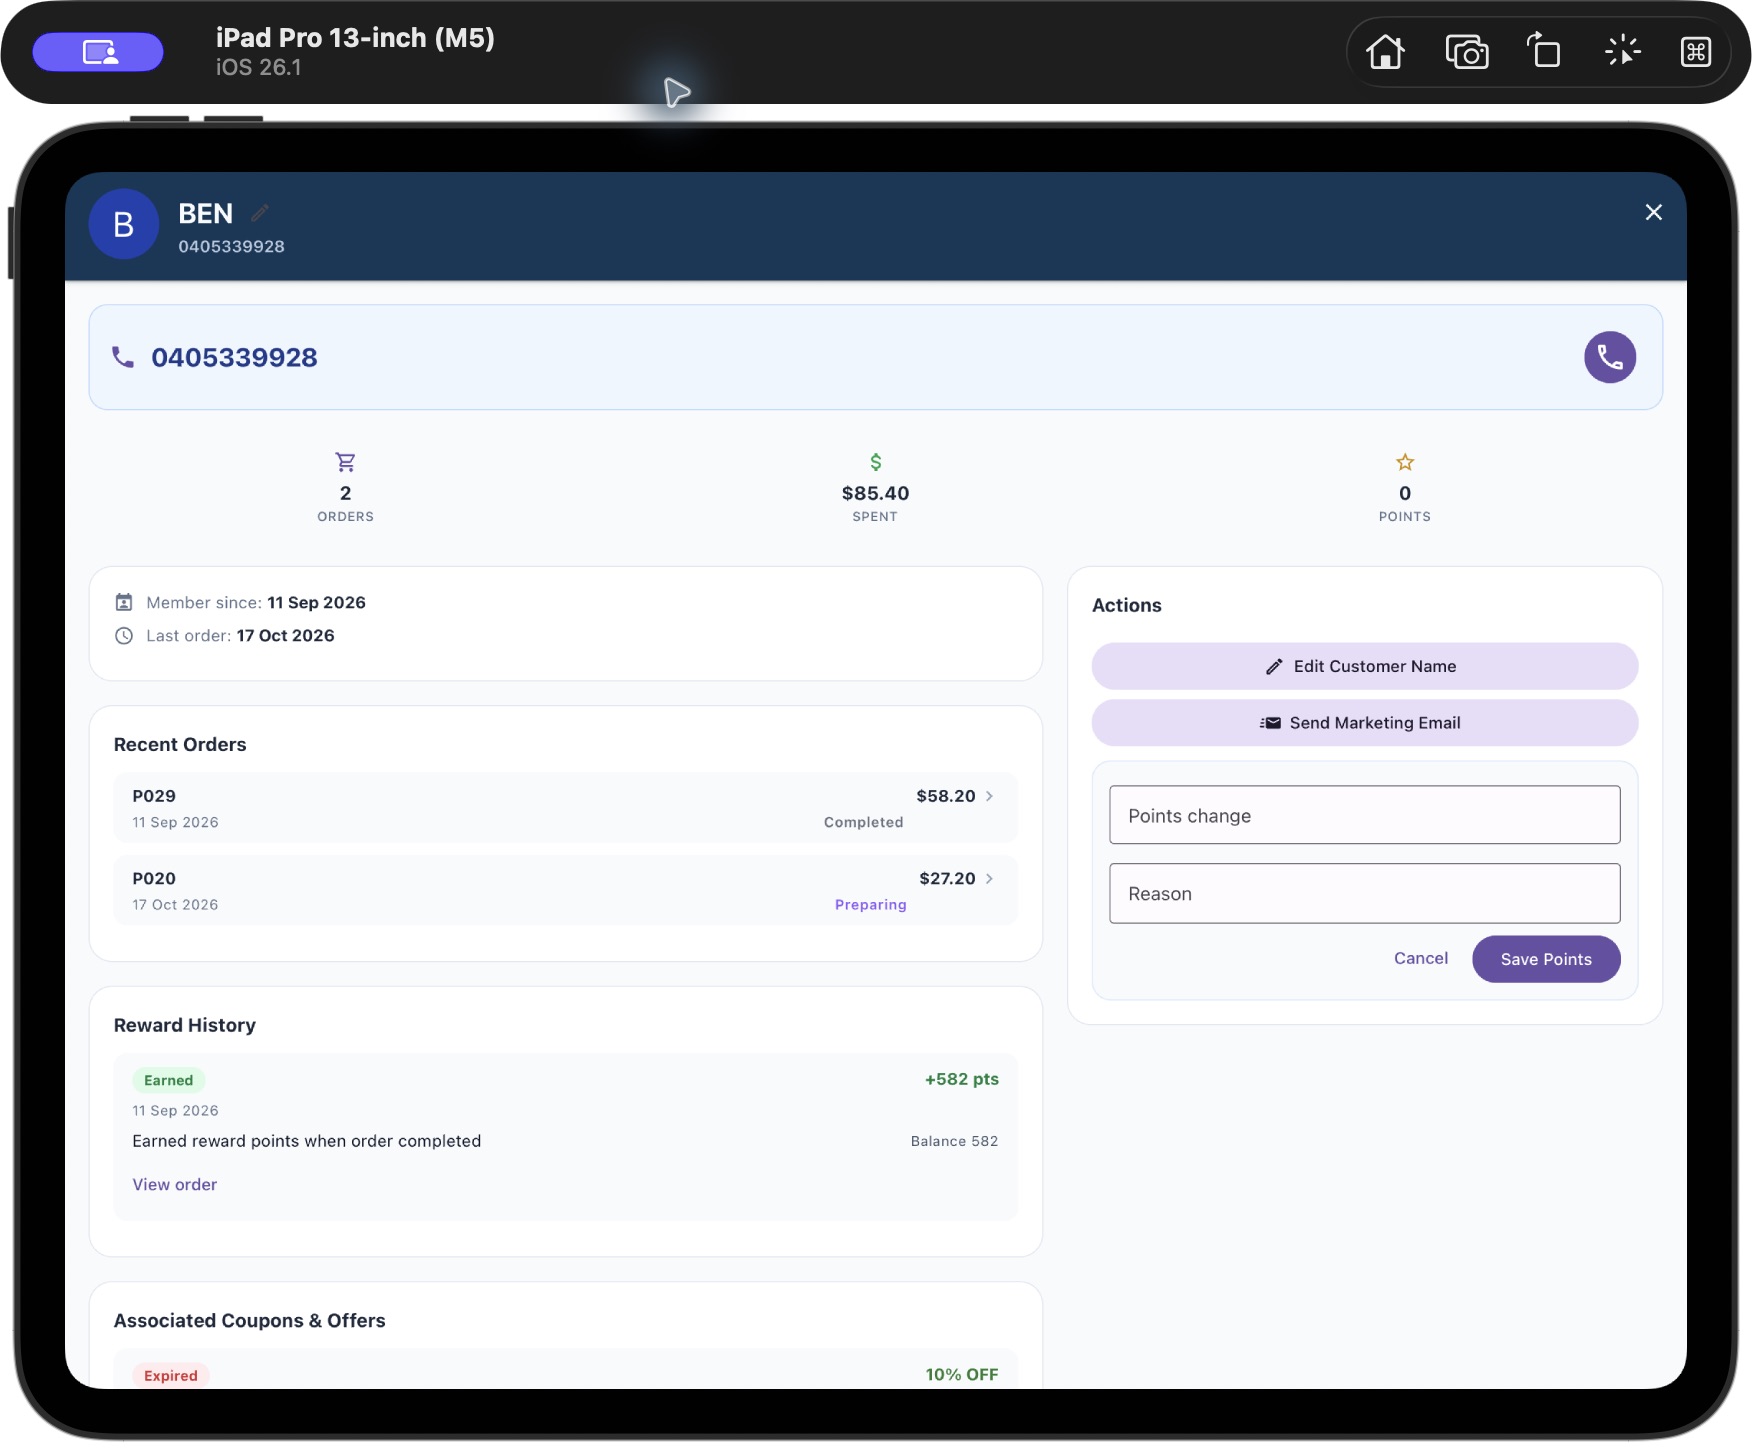 iPad Pro 13-inch (M5)
iOS 26.1
B
BEN
0405339928
0405339928
2
ORDERS
$85.40
SPENT
0
POINTS
Member since: 11 Sep 2026
Last order: 17 Oct 2026
Recent Orders
P029
$58.20
11 Sep 2026
Completed
P020
$27.20
17 Oct 2026
Preparing
Reward History
Earned
+582 pts
11 Sep 2026
Earned reward points when order completed
Balance 582
View order
Associated Coupons & Offers
Expired
10% OFF
Actions
Edit Customer Name
Send Marketing Email
Points change
Reason
Cancel
Save Points